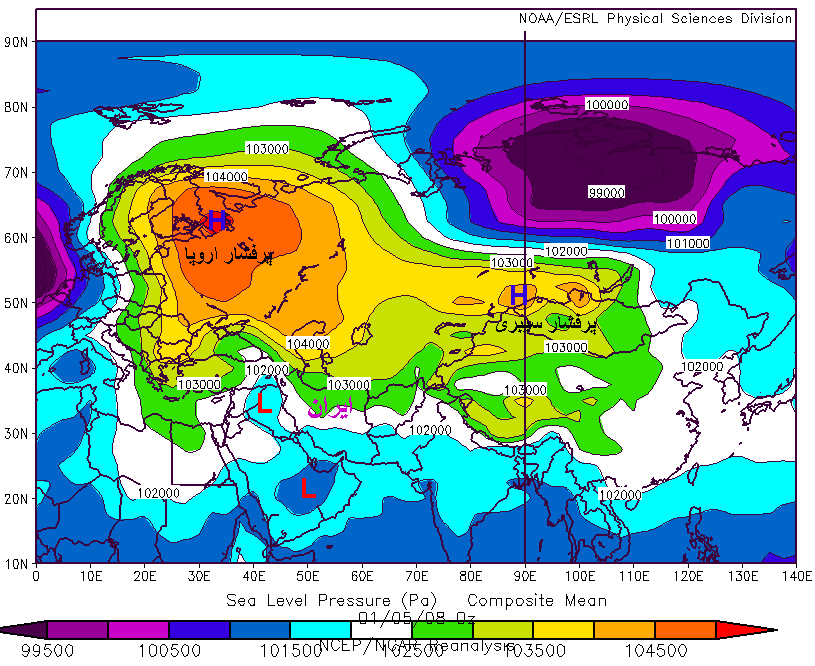 NOAA/ESRL Physical Sciences Division
90N
80N
100000
103000
70N
104000
99000
H
100000
60N
101000
پرفشار اروپا
102000
103000
50N
H
پرفشار سیبری
104000
103000
40N
102000
102000
103000
103000
103000
L
ایران
30N
102000
L
102000
102000
20N
10N
0 10E 20E 30E 40E 50E 60E 70E 80E 90E 100E 110E 120E 130E 140E
Sea Level Pressure (Pa) Composite Mean
01/05/08 0z
NCEP/NCAR Reanalysis
99500 100500 101500 102500 103500 104500